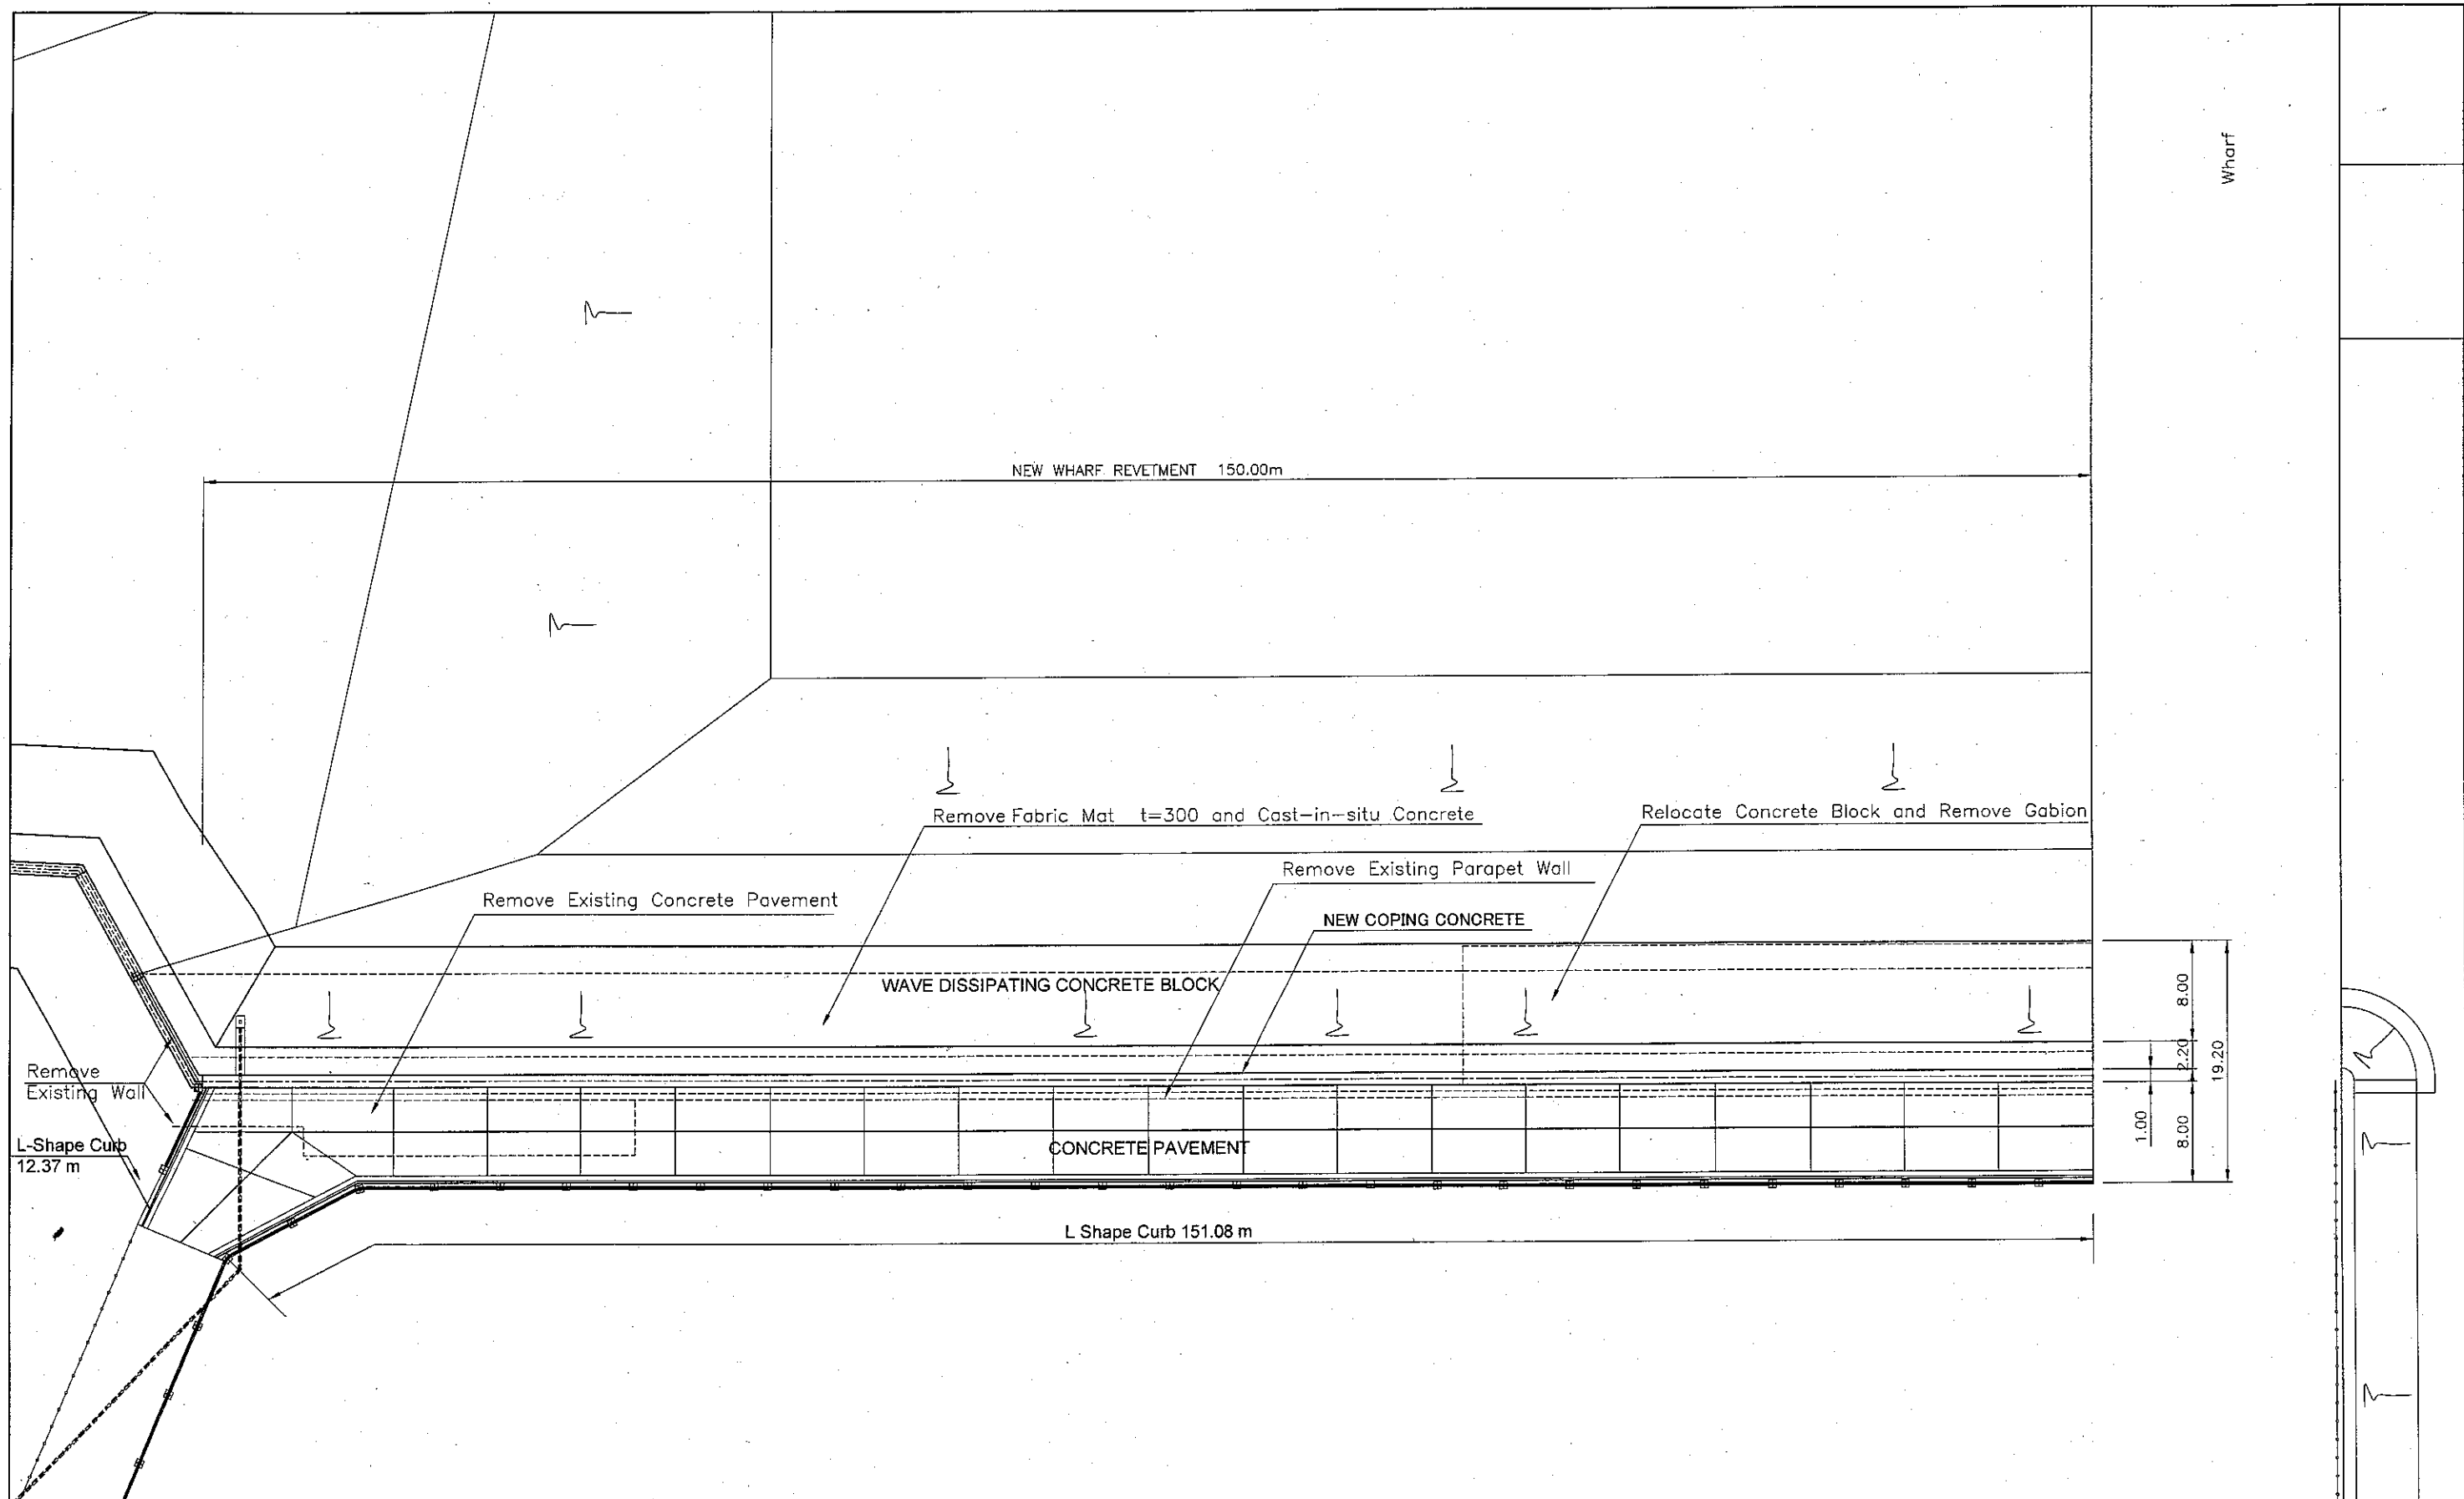 Wharf
NEW WHARF REVETMENT 150.00m
Remove Fabric Mat t=300 and Cast-in-situ Concrete
Relocate Concrete Block and Remove Gabion
Remove Existing Parapet Wall
Remove Existing Concrete Pavement
NEW COPING CONCRETE
WAVE DISSIPATING CONCRETE BLOCK
8.00
2.20
19.20
1.00
8.00
Remove
Existing Wall
L-Shape Curb
12.37 m
CONCRETE PAVEMENT
L Shape Curb 151.08 m